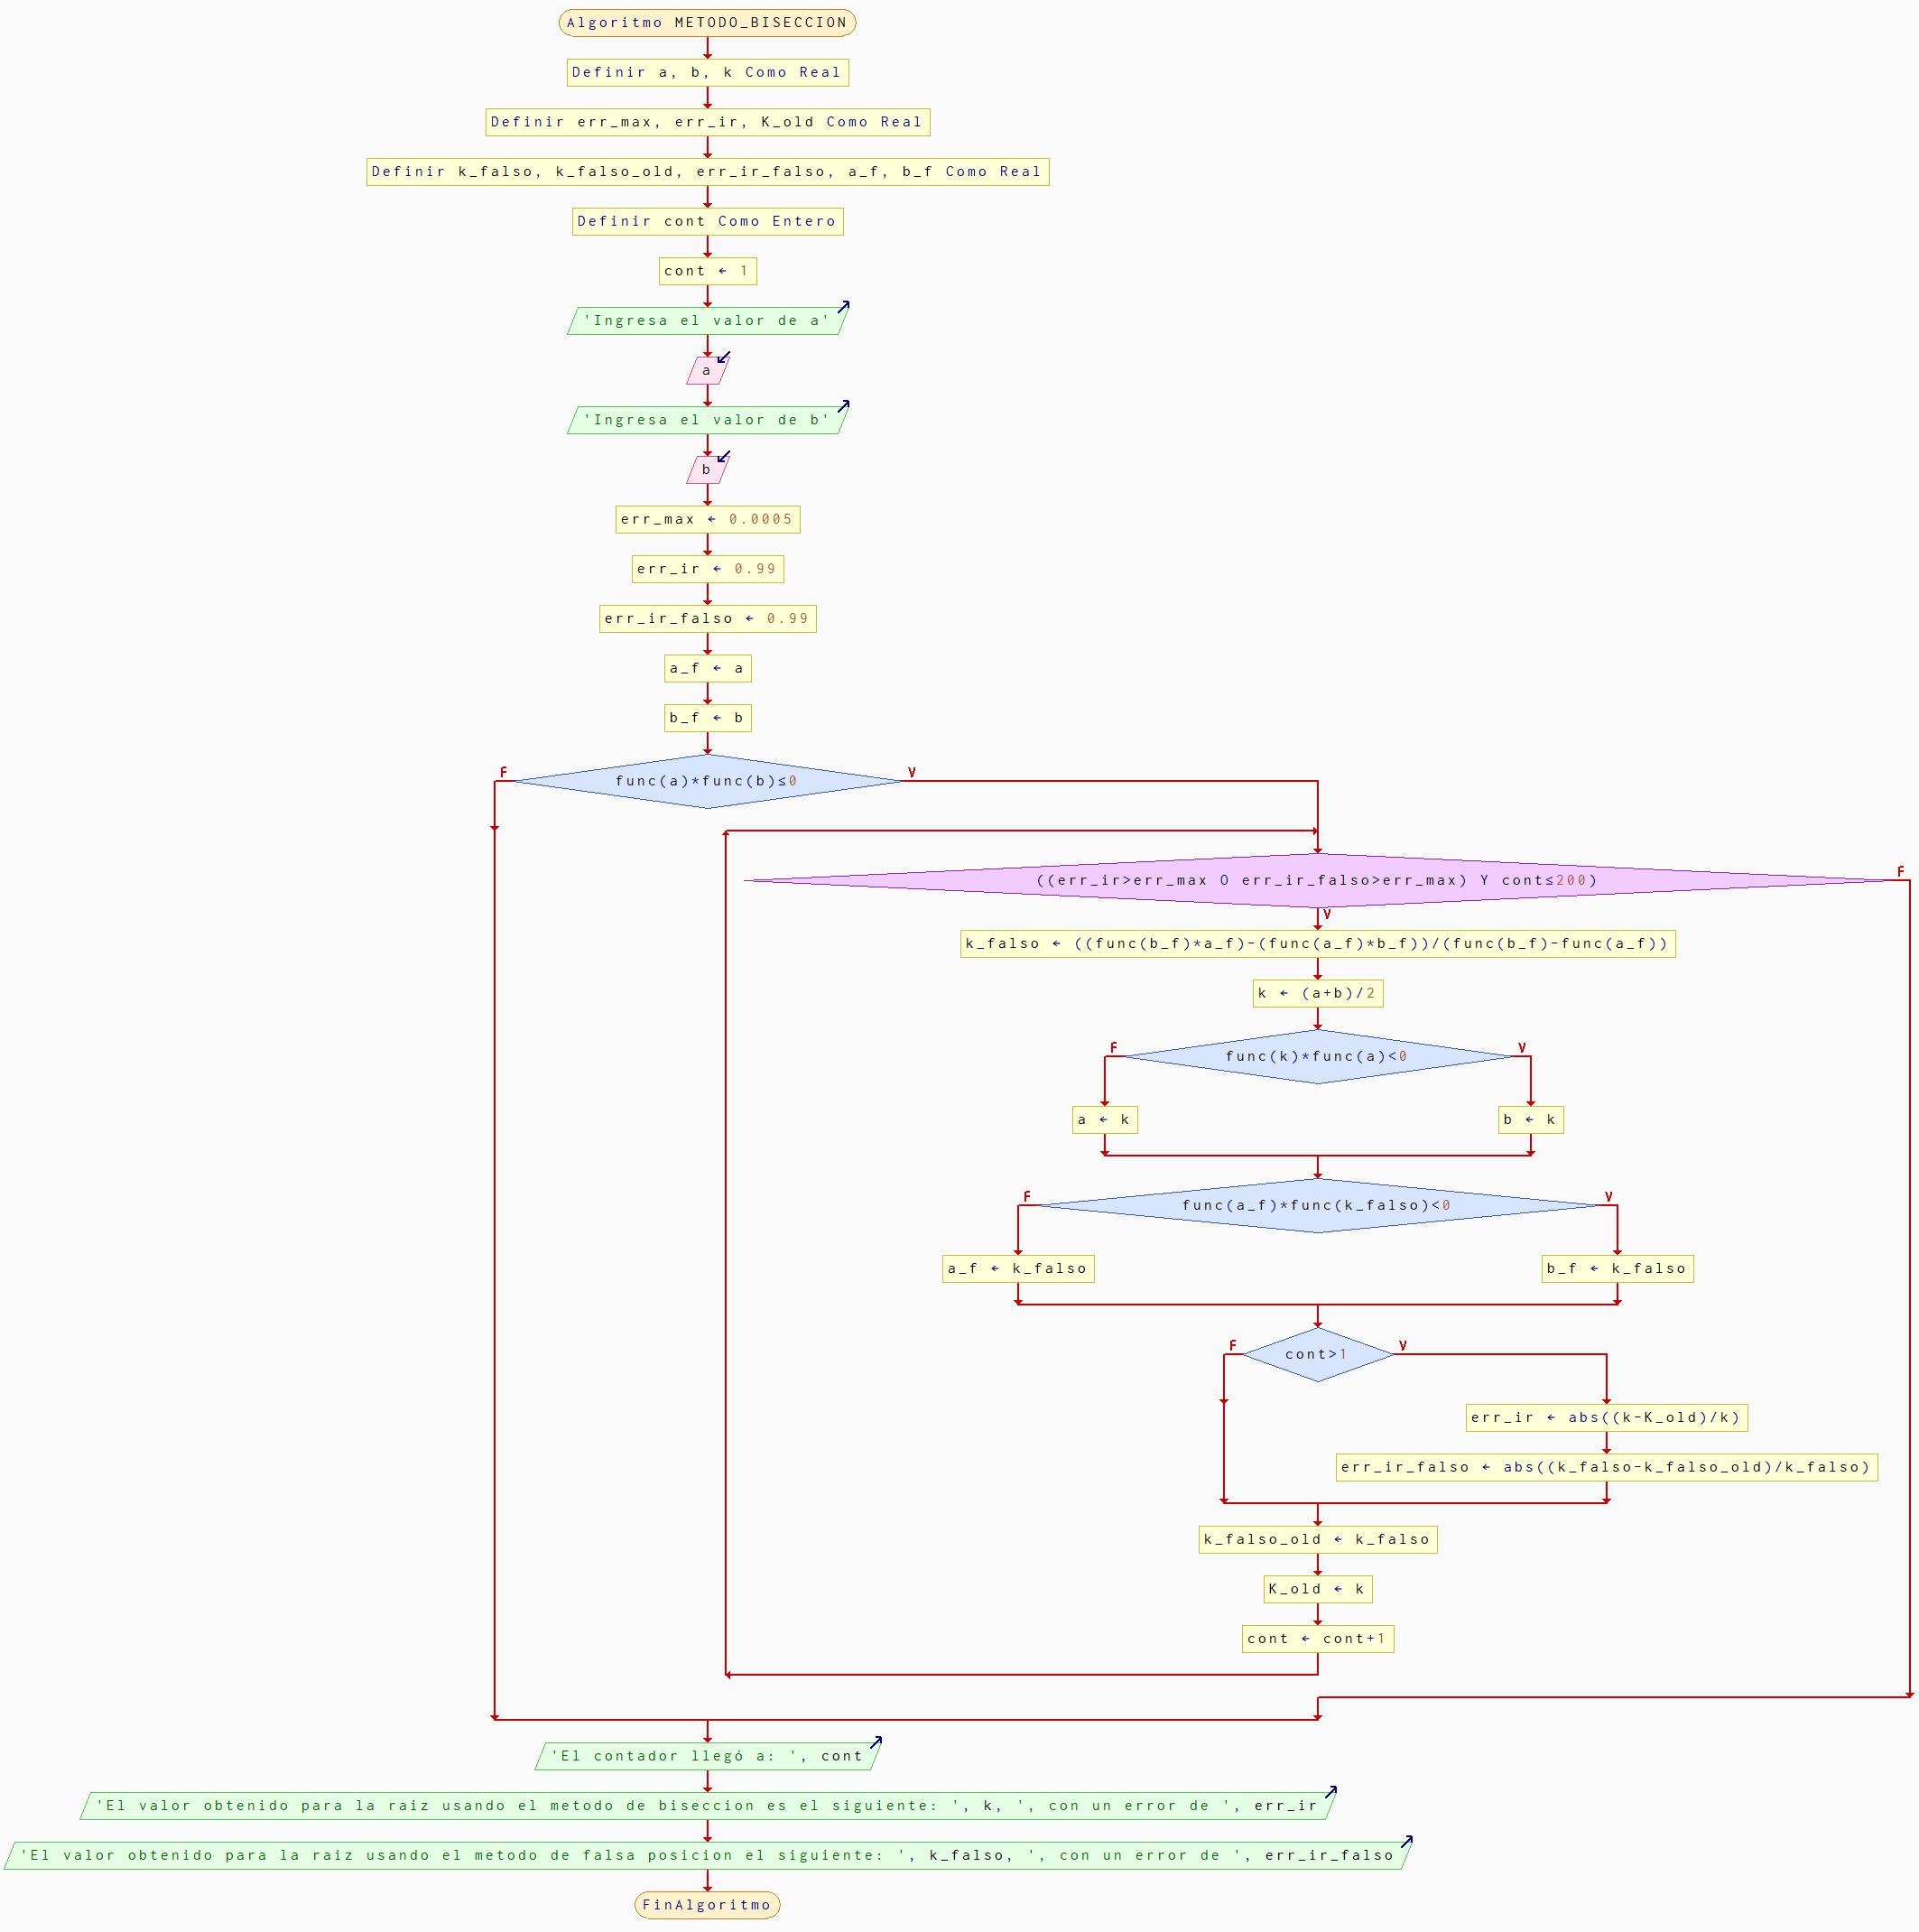 Algoritmo METODO_BISECCION
Definir a, b, k Como Real
Definir err_max, err_ir, K_old Como Real
Definir k_falso, k_falso_old, err_ir_falso, a_f, b_f Como Real
Definir cont Como Entero
cont ← 1
'Ingresa el valor de a'
a
'Ingresa el valor de b'
b
err_max ← 0.0005
err_ir ← 0.99
err_ir_falso ← 0.99
a_f ← a
b_f ← b
F
V
func(a)*func(b)≤0
((err_ir>err_max O err_ir_falso>err_max) Y cont≤200)
F
V
k_falso ← ((func(b_f)*a_f)-(func(a_f)*b_f))/(func(b_f)-func(a_f))
k ← (a+b)/2
F
V
func(k)*func(a)<0
a ← k
b ← k
F
V
func(a_f)*func(k_falso)<0
a_f ← k_falso
b_f ← k_falso
F
V
cont>1
err_ir ← abs((k-K_old)/k)
err_ir_falso ← abs((k_falso-k_falso_old)/k_falso)
k_falso_old ← k_falso
K_old ← k
cont ← cont+1
'El contador llegó a: ', cont
'El valor obtenido para la raiz usando el metodo de biseccion es el siguiente: ', k, ', con un error de ', err_ir
'El valor obtenido para la raiz usando el metodo de falsa posicion el siguiente: ', k_falso, ', con un error de ', err_ir_falso
FinAlgoritmo